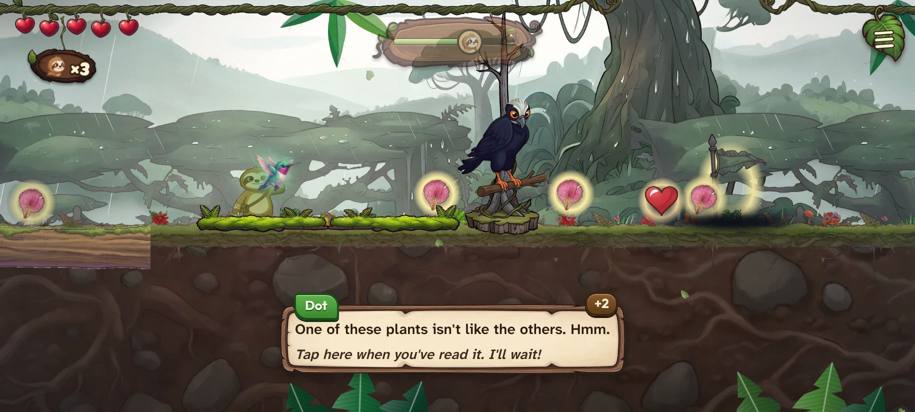 x3
Dot
+2
One of these plants isn't like the others. Hmm.
Tap here when you've read it. I'll wait!